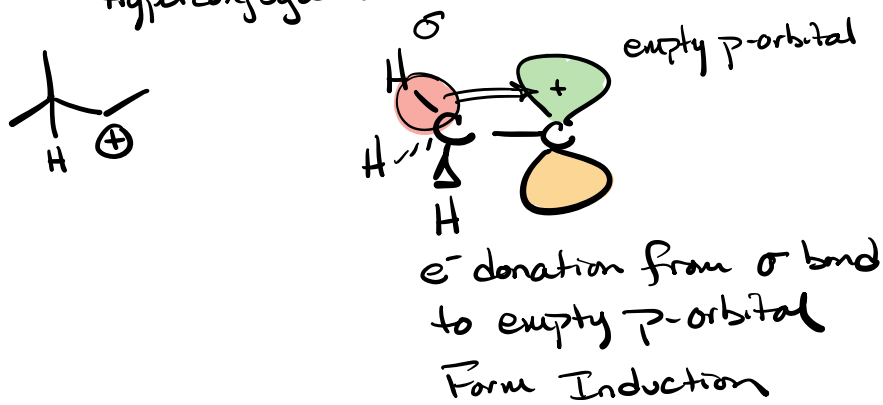 σ
empty p-orbital
H
+
C — C
H
H
H
+
e⁻ donation from σ bond
to empty p-orbital
Form Induction